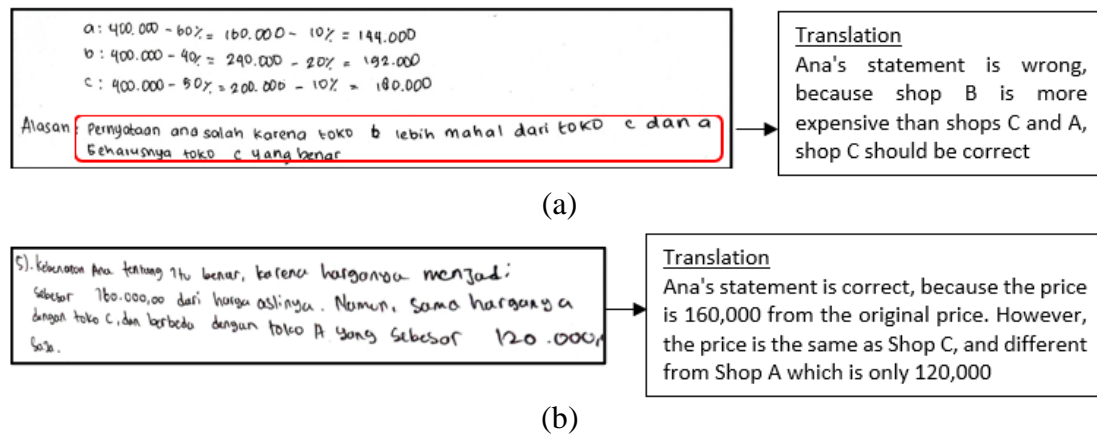 a : 400.000 - 60% = 160.000 - 10% = 144.000
b : 400.000 - 40% = 240.000 - 20% = 192.000
c : 400.000 - 50% = 200.000 - 10% = 180.000
Alasan : Pernyataan ana salah karena toko b lebih mahal dari toko c dan a
Seharusnya toko c yang benar
Translation
Ana's statement is wrong,
because shop B is more
expensive than shops C and A,
shop C should be correct
(a)
5). Kebenaran Ana tentang itu benar, karena harganya menjadi
sebesar 160.000,00 dari harga aslinya. Namun, sama harganya
dengan toko C, dan berbeda dengan toko A yang sebesar 120.000,
saja.
Translation
Ana's statement is correct, because the price
is 160,000 from the original price. However,
the price is the same as Shop C, and different
from Shop A which is only 120,000
(b)